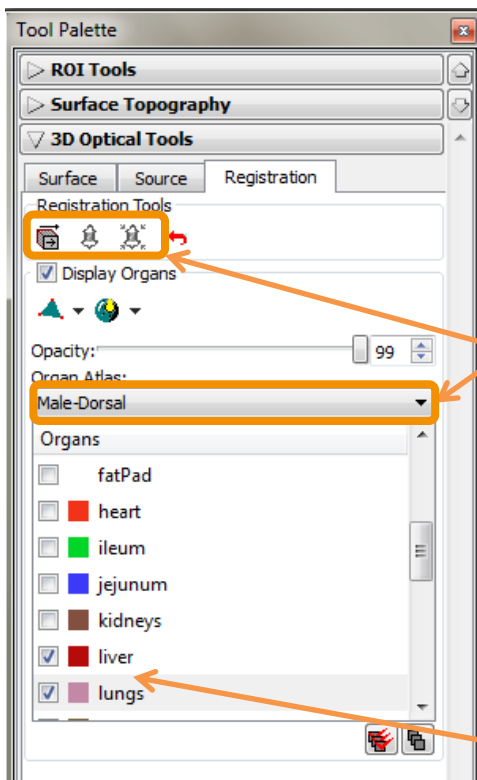 Tool Palette
ROI Tools
Surface Topography
3D Optical Tools
Surface Source Registration
Registration Tools
Display Organs
Opacity: 99
Organ Atlas:
Male-Dorsal
Organs
fatPad
heart
ileum
jejunum
kidneys
liver
lungs